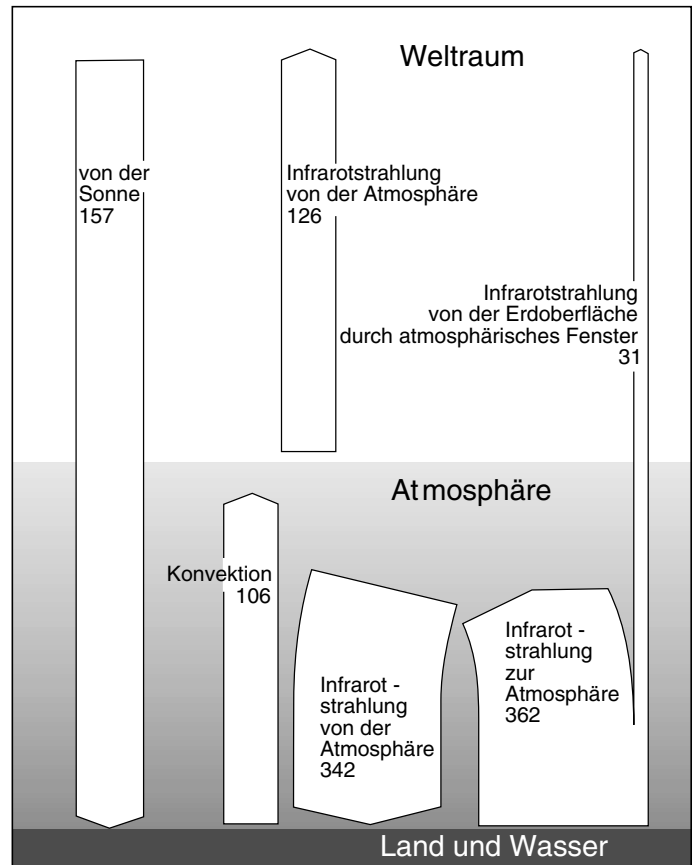 Weltraum
von der
Sonne
157
Infrarotstrahlung
von der Atmosphäre
126
Infrarotstrahlung
von der Erdoberfläche
durch atmosphärisches Fenster
31
Atmosphäre
Konvektion
106
Infrarot -
strahlung
von der
Atmosphäre
342
Infrarot -
strahlung
zur
Atmosphäre
362
Land und Wasser